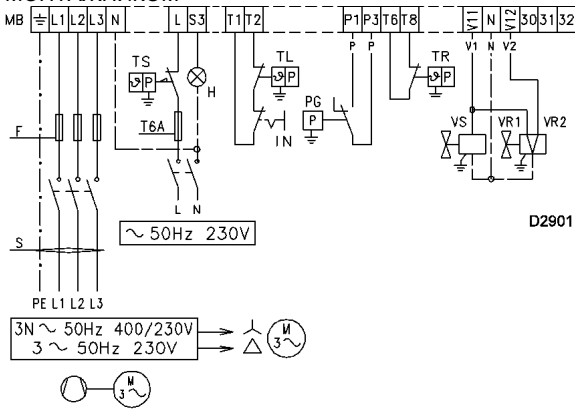 MB L1 L2 L3 N L S3 T1 T2 P1 P3 T6 T8 V11 N V12 30 31 32
P P V1 N V2
TS TL TR
ϑ P ϑ P ϑ P
H PG VS VR1 VR2
F T6A IN P
L N
D2901
~ 50Hz 230V
S
PE L1 L2 L3
3N ~ 50Hz 400/230V
3 ~ 50Hz 230V
M
3~
M
3~